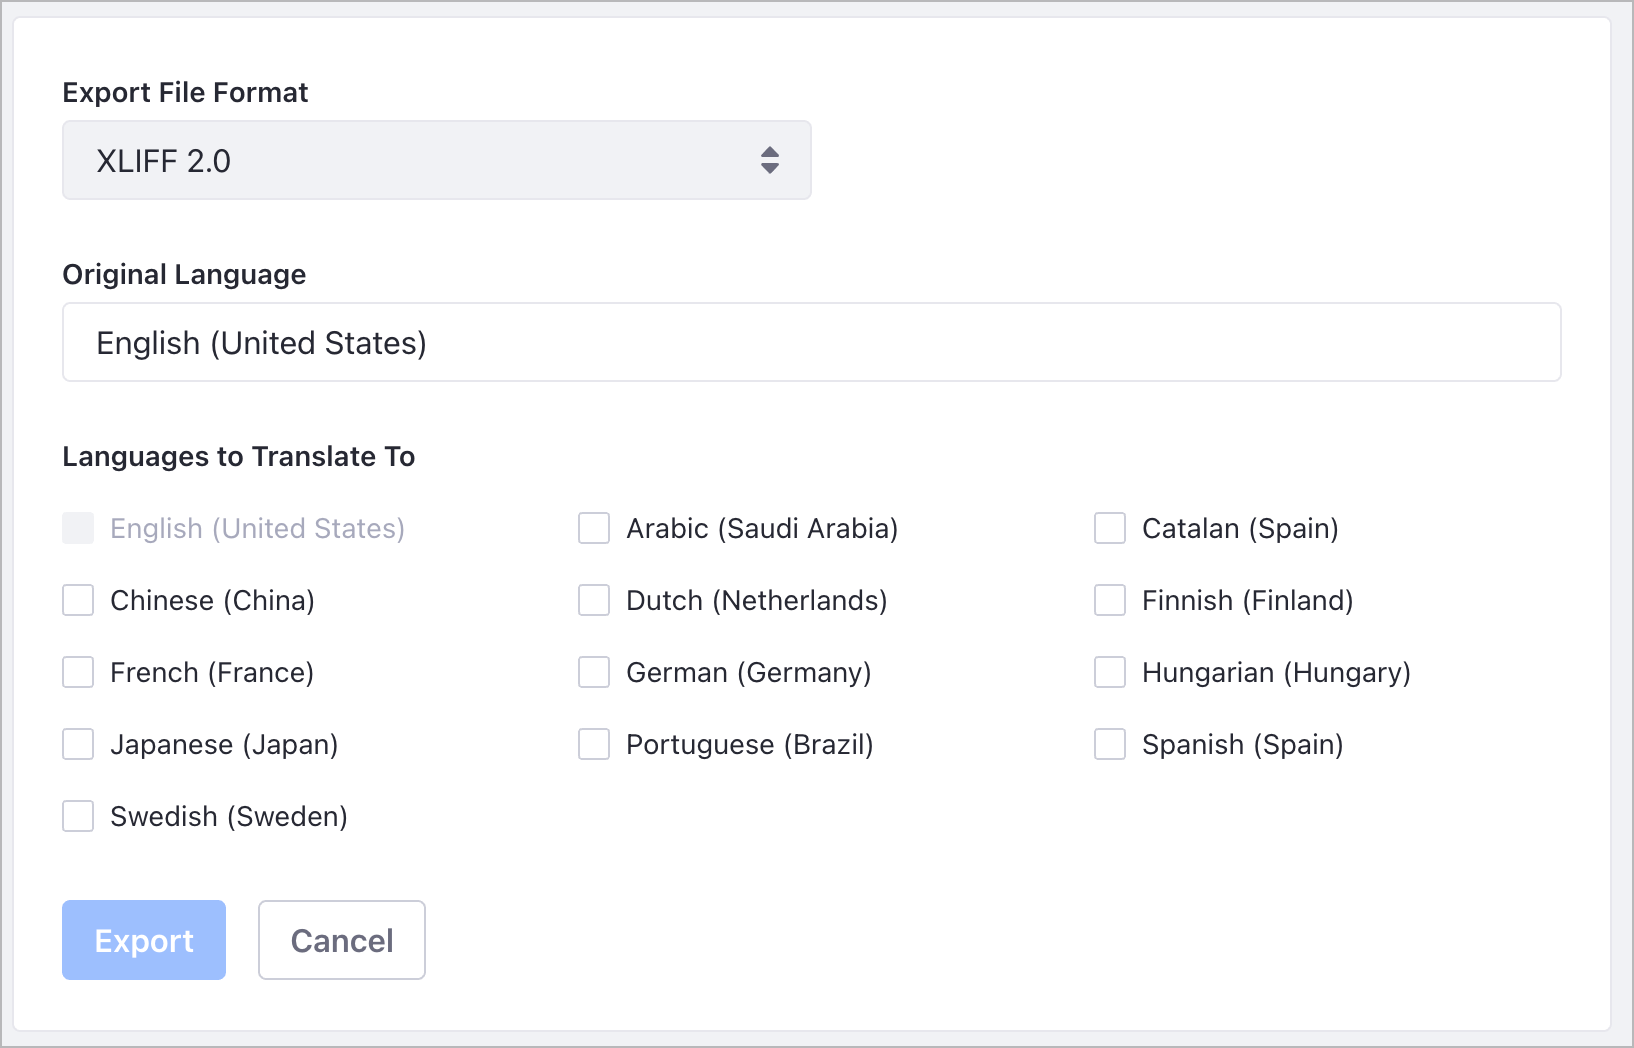 Export File Format
XLIFF 2.0
Original Language
English (United States)
Languages to Translate To
English (United States) Arabic (Saudi Arabia) Catalan (Spain)
Chinese (China) Dutch (Netherlands) Finnish (Finland)
French (France) German (Germany) Hungarian (Hungary)
Japanese (Japan) Portuguese (Brazil) Spanish (Spain)
Swedish (Sweden)
Export Cancel